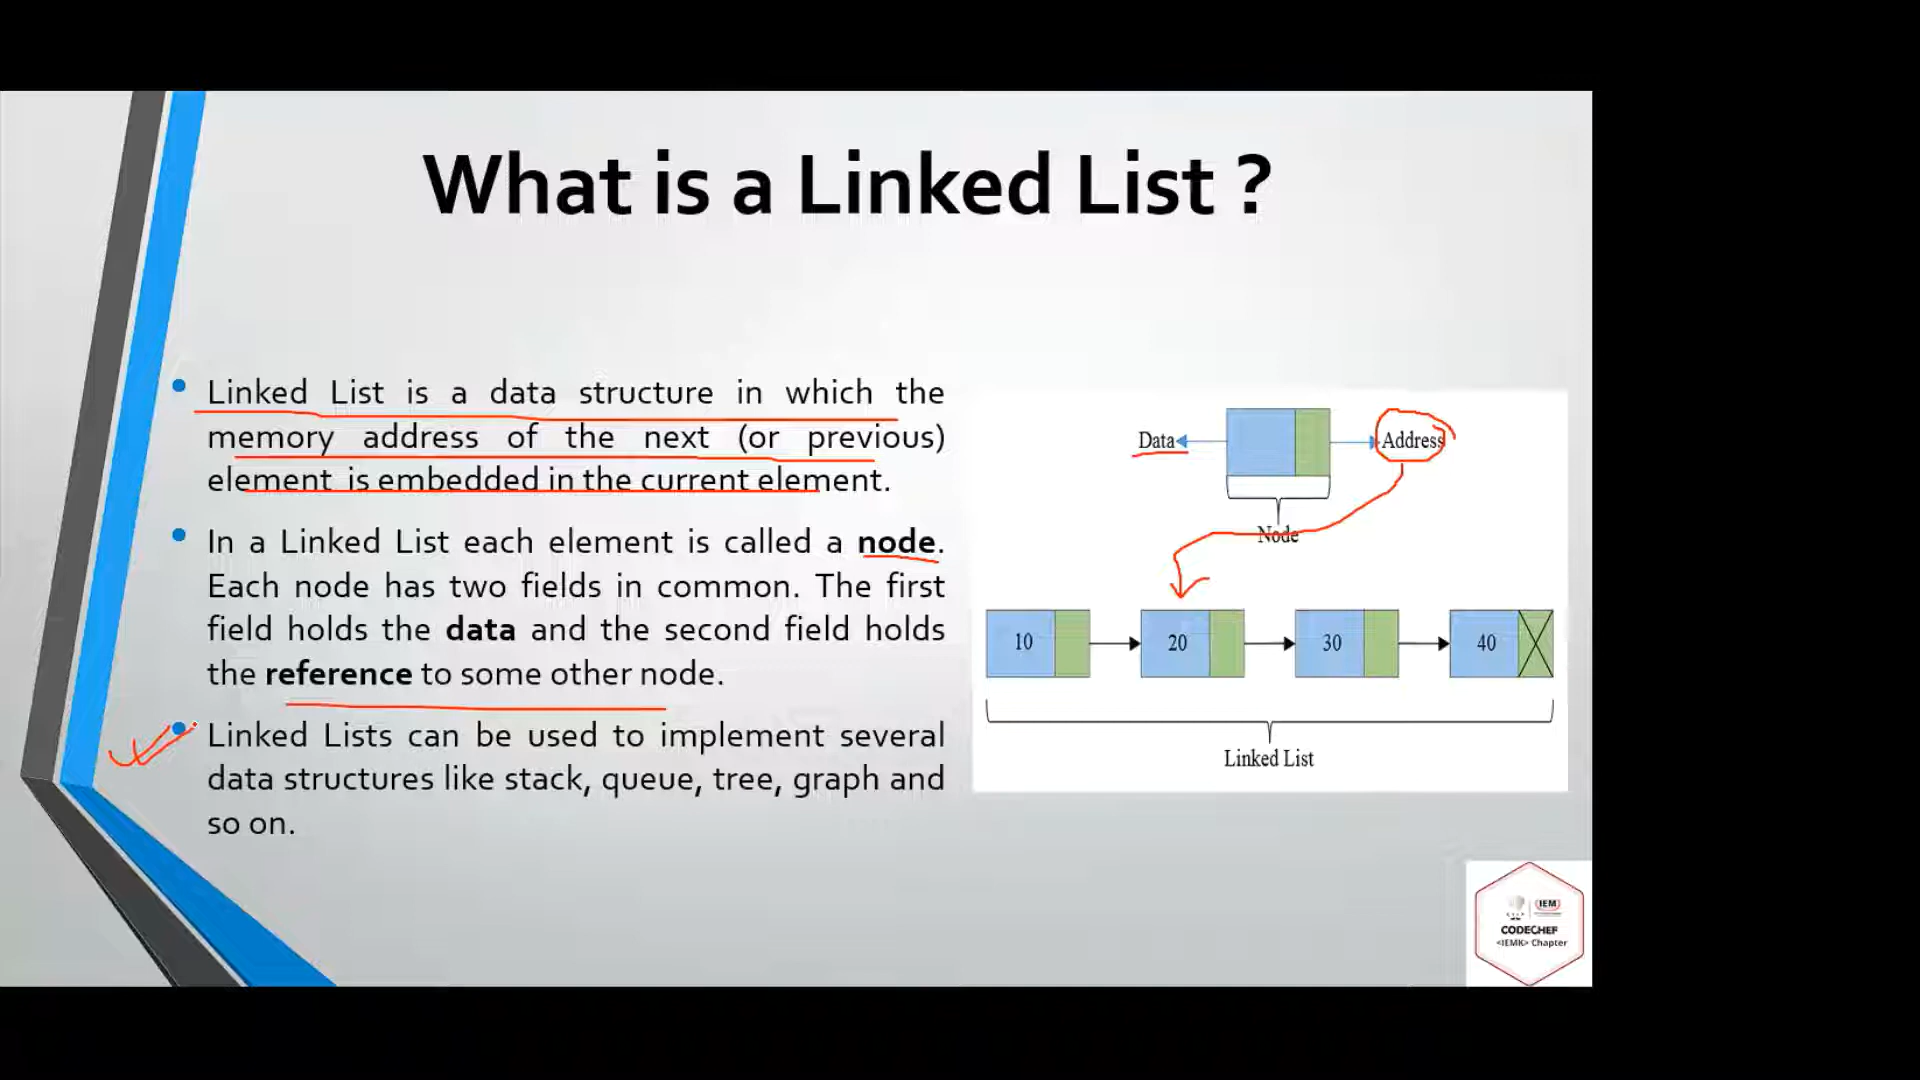 What is a Linked List ?
Linked List is a data structure in which the
memory address of the next (or previous)
element is embedded in the current element.
In a Linked List each element is called a node.
Each node has two fields in common. The first
field holds the data and the second field holds
the reference to some other node.
Linked Lists can be used to implement several
data structures like stack, queue, tree, graph and
so on.
Data
Address
Node
10
20
30
40
Linked List
IEM
CODECHEF
<IEMK> Chapter